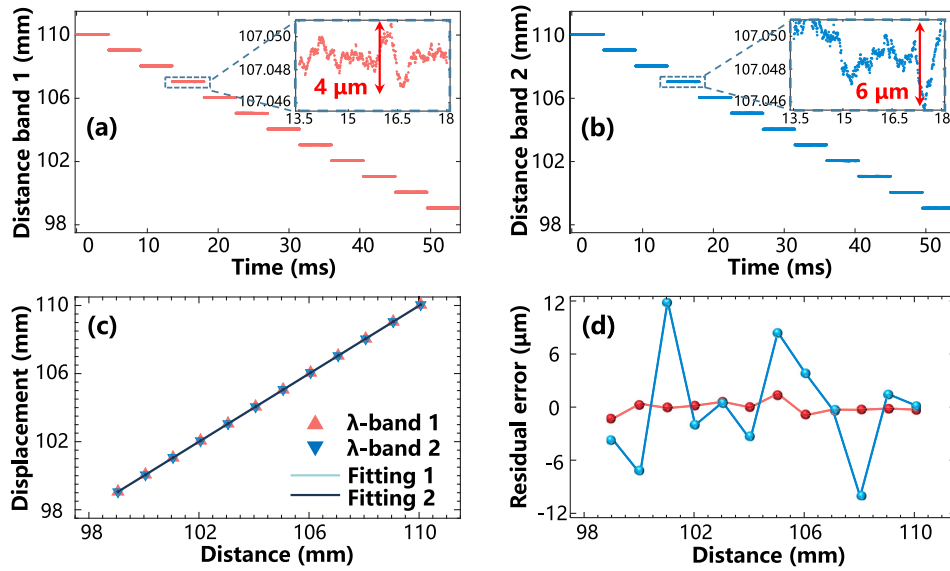 Distance band 1 (mm)
110
106
102
98
(a)
107.050
107.048
107.046
4 μm
13.5
15
16.5
18
0
10
20
30
40
50
Time (ms)
Distance band 2 (mm)
110
106
102
98
(b)
107.050
107.048
107.046
6 μm
13.5
15
16.5
18
0
10
20
30
40
50
Time (ms)
Displacement (mm)
110
106
102
98
(c)
λ-band 1
λ-band 2
Fitting 1
Fitting 2
98
102
106
110
Distance (mm)
Residual error (μm)
12
6
0
-6
-12
(d)
98
102
106
110
Distance (mm)